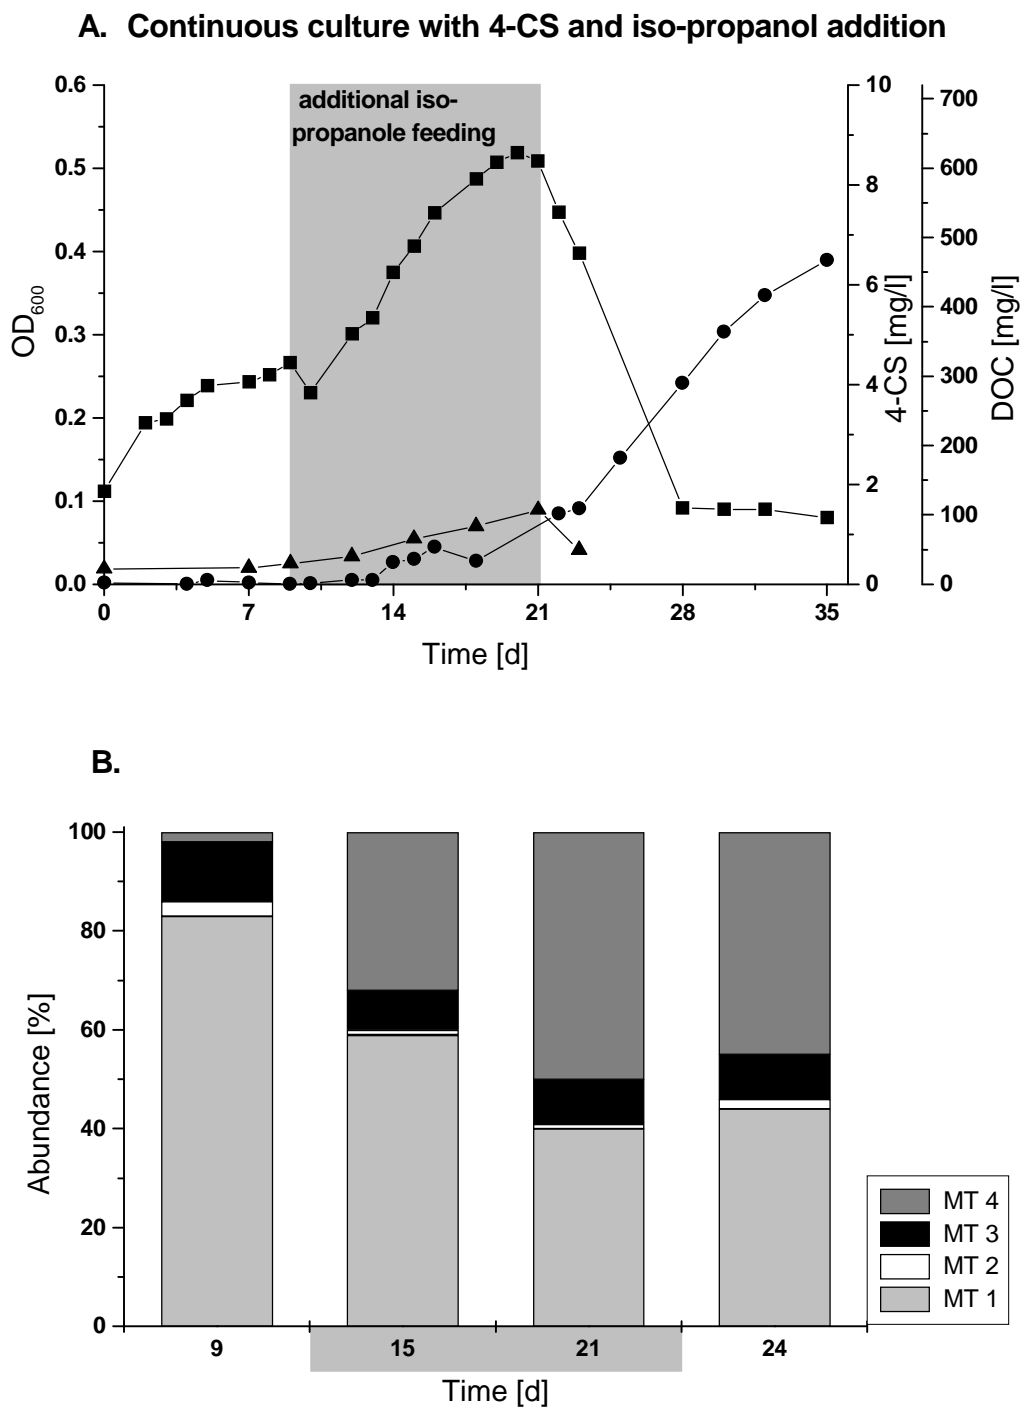 A. Continuous culture with 4-CS and iso-propanol addition
additional iso-
propanole feeding
0.6
0.5
0.4
0.3
0.2
0.1
0.0
OD600
10
8
6
4
2
0
4-CS [mg/l]
700
600
500
400
300
200
100
0
DOC [mg/l]
0 7 14 21 28 35
Time [d]
B.
100
80
60
40
20
0
Abundance [%]
MT 4
MT 3
MT 2
MT 1
9 15 21 24
Time [d]